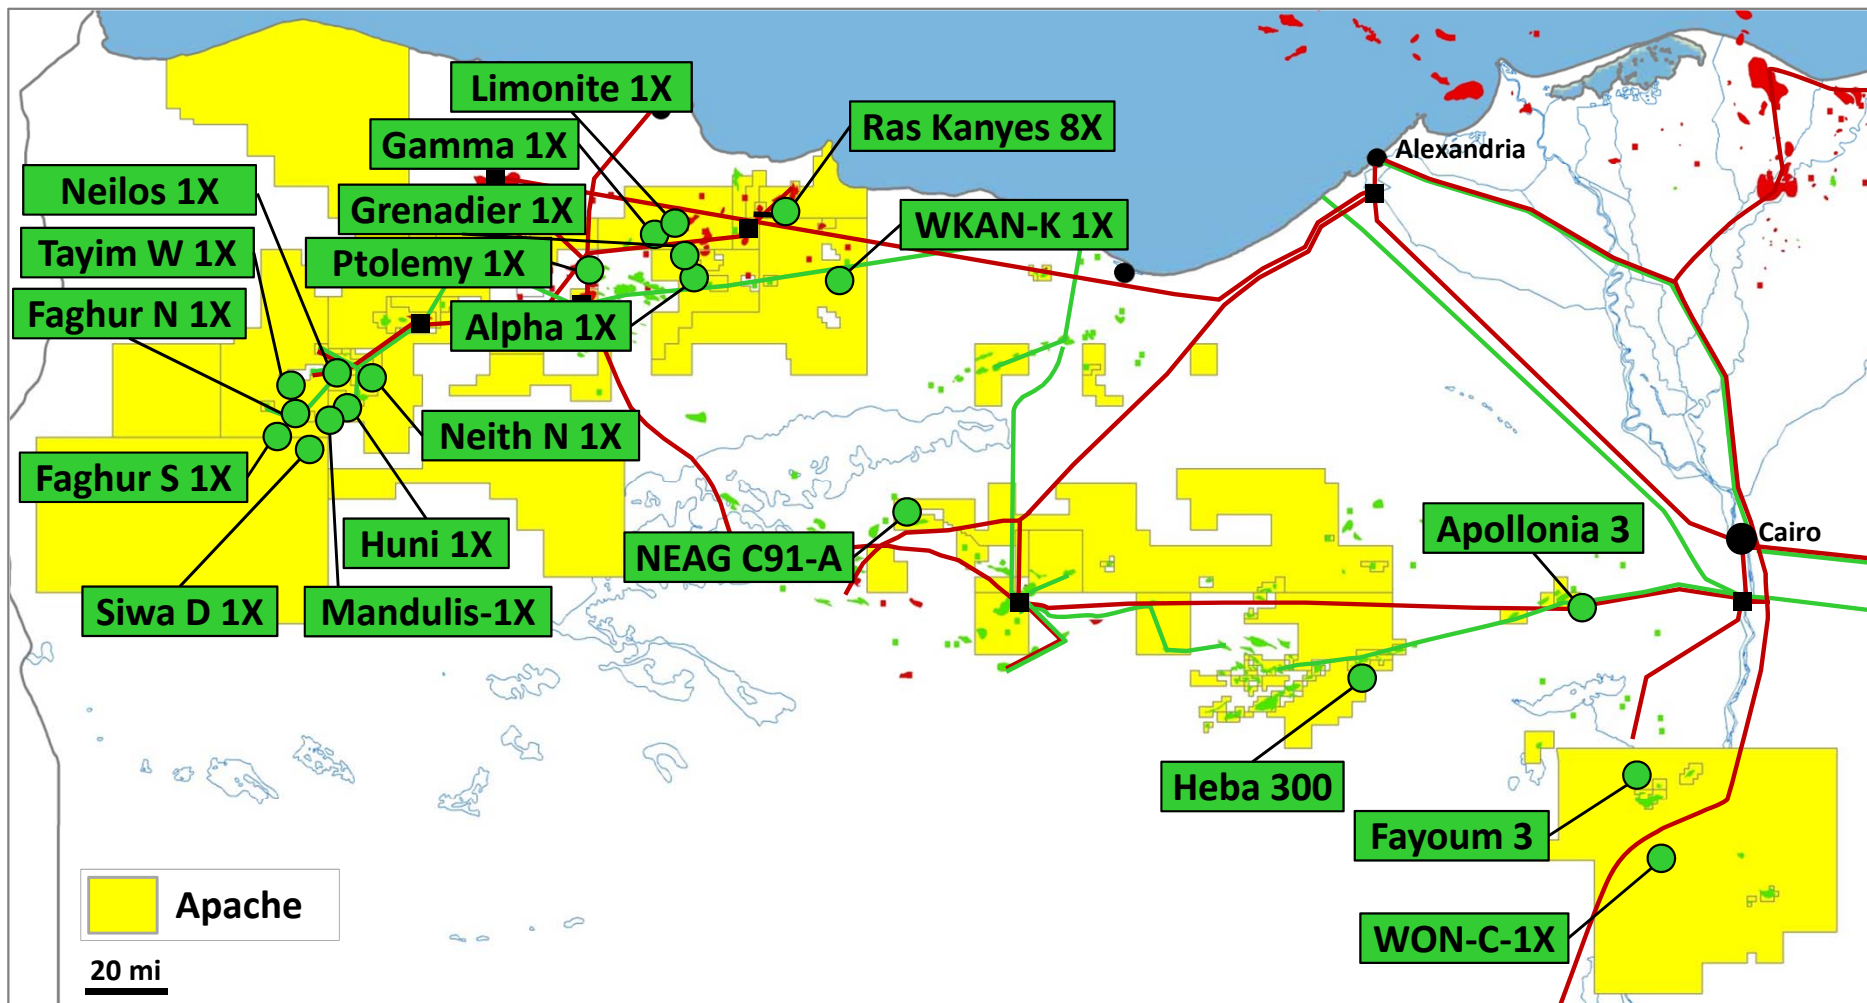 Limonite 1X
Ras Kanyes 8X
Gamma 1X
Alexandria
Neilos 1X
Grenadier 1X
WKAN-K 1X
Tayim W 1X
Ptolemy 1X
Faghur N 1X
Alpha 1X
Neith N 1X
Faghur S 1X
Apollonia 3
Cairo
Huni 1X
NEAG C91-A
Siwa D 1X
Mandulis-1X
Heba 300
Fayoum 3
Apache
WON-C-1X
20 mi